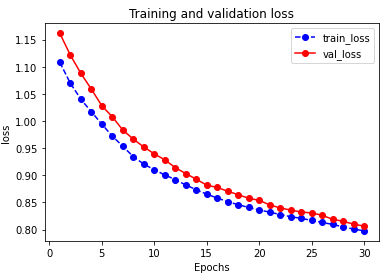 Training and validation loss
train_loss
val_loss
1.15
1.10
1.05
1.00
0.95
0.90
0.85
0.80
loss
0 5 10 15 20 25 30
Epochs